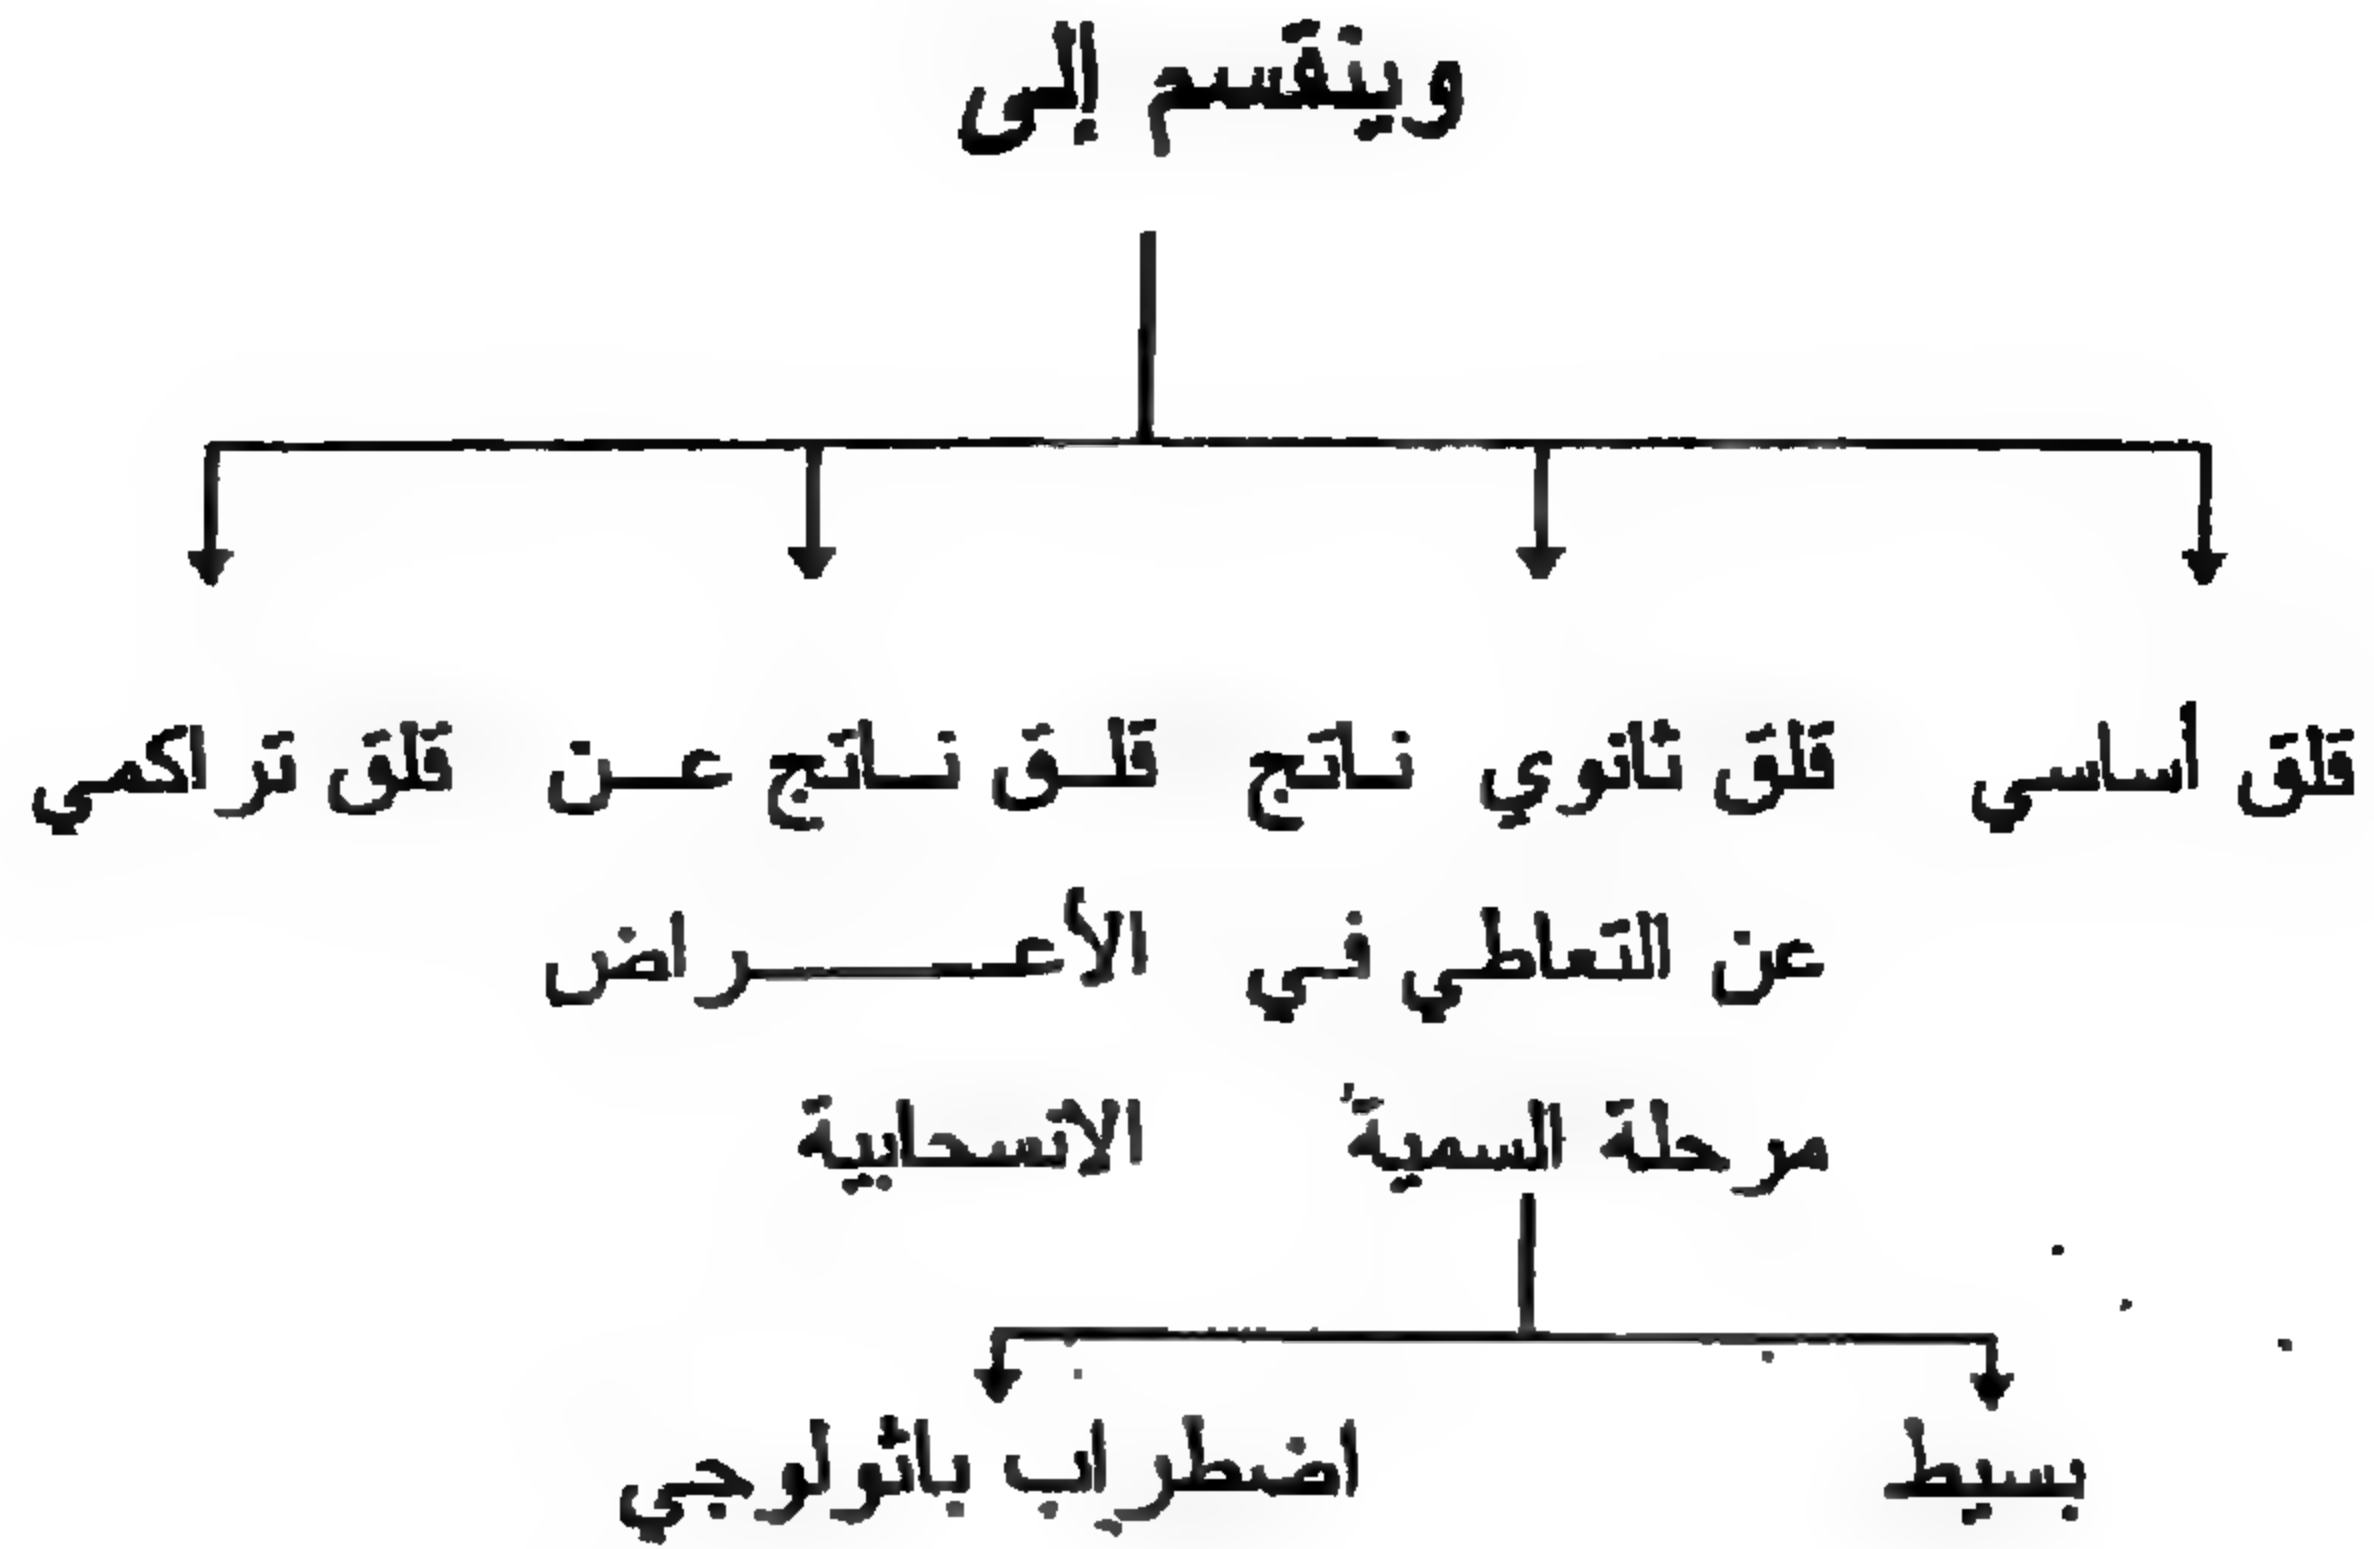 وينقسم إلى
قلق أساسي
قلق ثانوي ناتج
عن التعاطي في
مرحلة السمية
قلق ناتج عن
الأعراض
الانسحابية
قلق تراكمي
بسيط
اضطراب باثولوجي